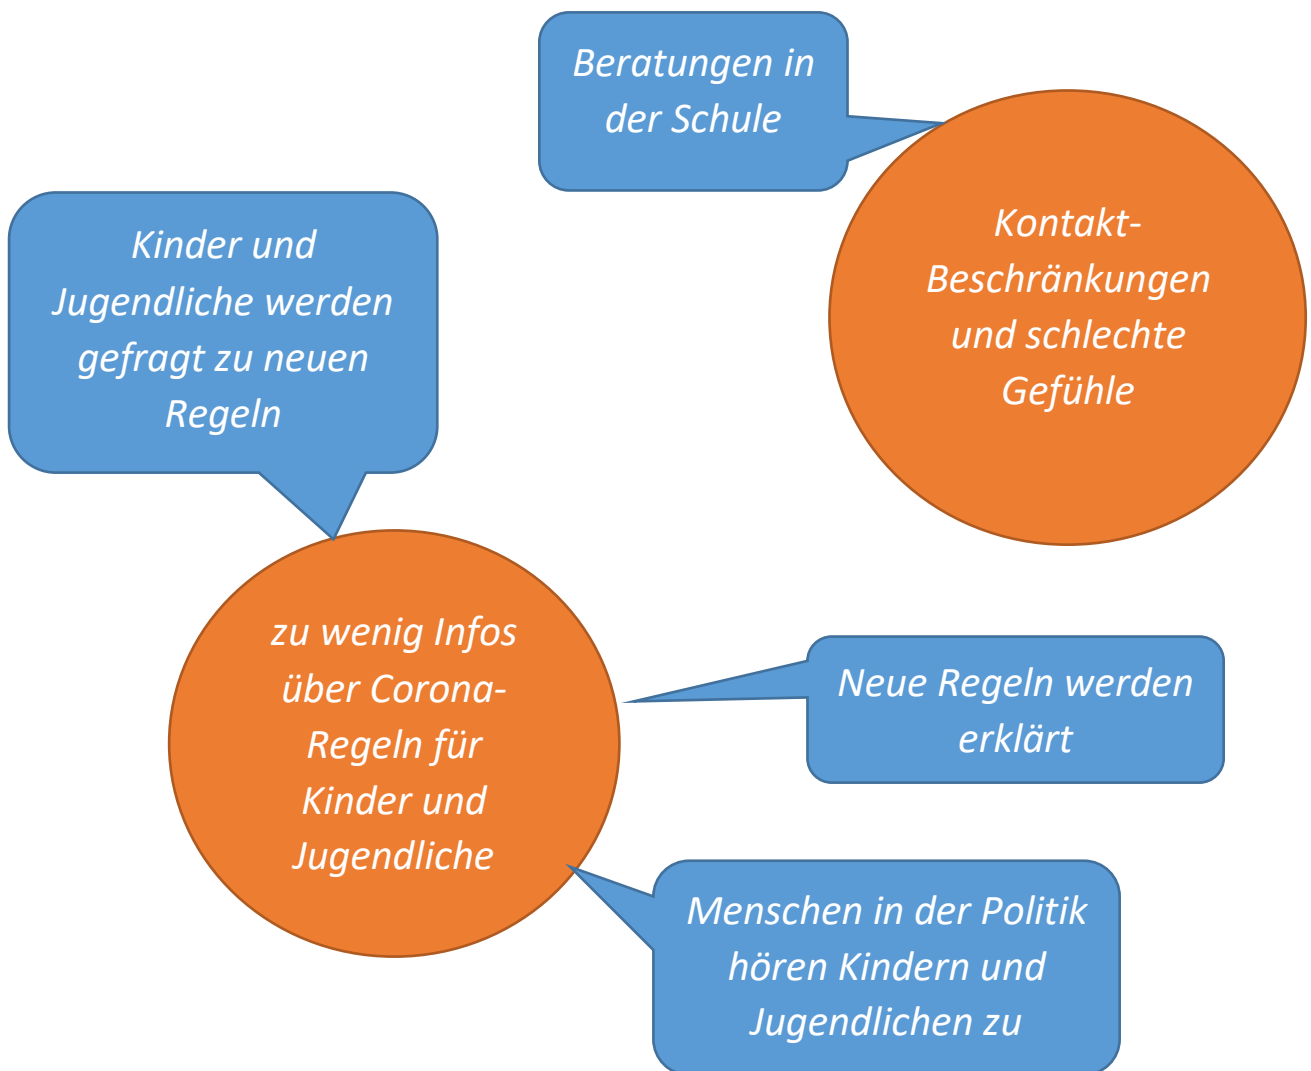 Beratungen in
der Schule
Kontakt-
Beschränkungen
und schlechte
Gefühle
Kinder und
Jugendliche werden
gefragt zu neuen
Regeln
zu wenig Infos
über Corona-
Regeln für
Kinder und
Jugendliche
Neue Regeln werden
erklärt
Menschen in der Politik
hören Kindern und
Jugendlichen zu